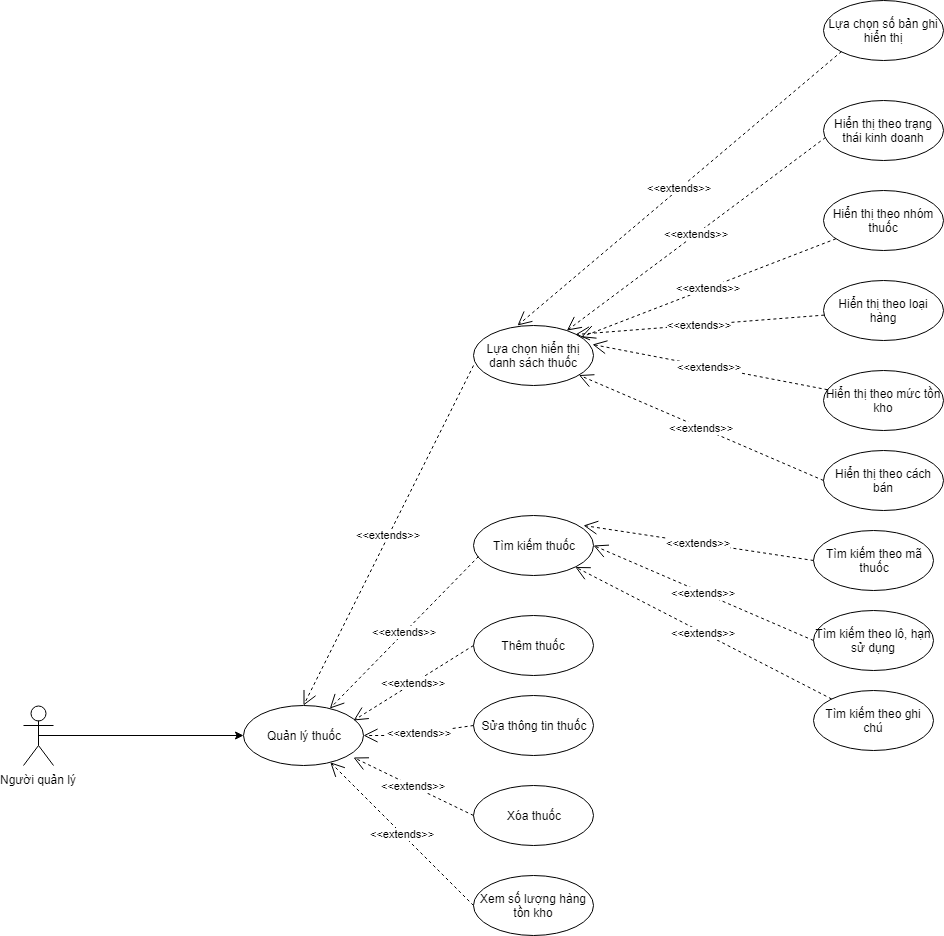 Lựa chọn số bản ghi
hiển thị
Hiển thị theo trạng
thái kinh doanh
<<extends>>
Hiển thị theo nhóm
thuốc
<<extends>>
<<extends>>
Hiển thị theo loại
hàng
<<extends>>
Lựa chọn hiển thị
danh sách thuốc
<<extends>>
Hiển thị theo mức tồn
kho
<<extends>>
Hiển thị theo cách
bán
<<extends>>
Tìm kiếm thuốc
<<extends>>
Tìm kiếm theo mã
thuốc
<<extends>>
<<extends>>
<<extends>>
Tìm kiếm theo lô, hạn
sử dụng
Thêm thuốc
<<extends>>
Tìm kiếm theo ghi
chú
Quản lý thuốc
<<extends>>
Sửa thông tin thuốc
Người quản lý
<<extends>>
Xóa thuốc
<<extends>>
Xem số lượng hàng
tồn kho